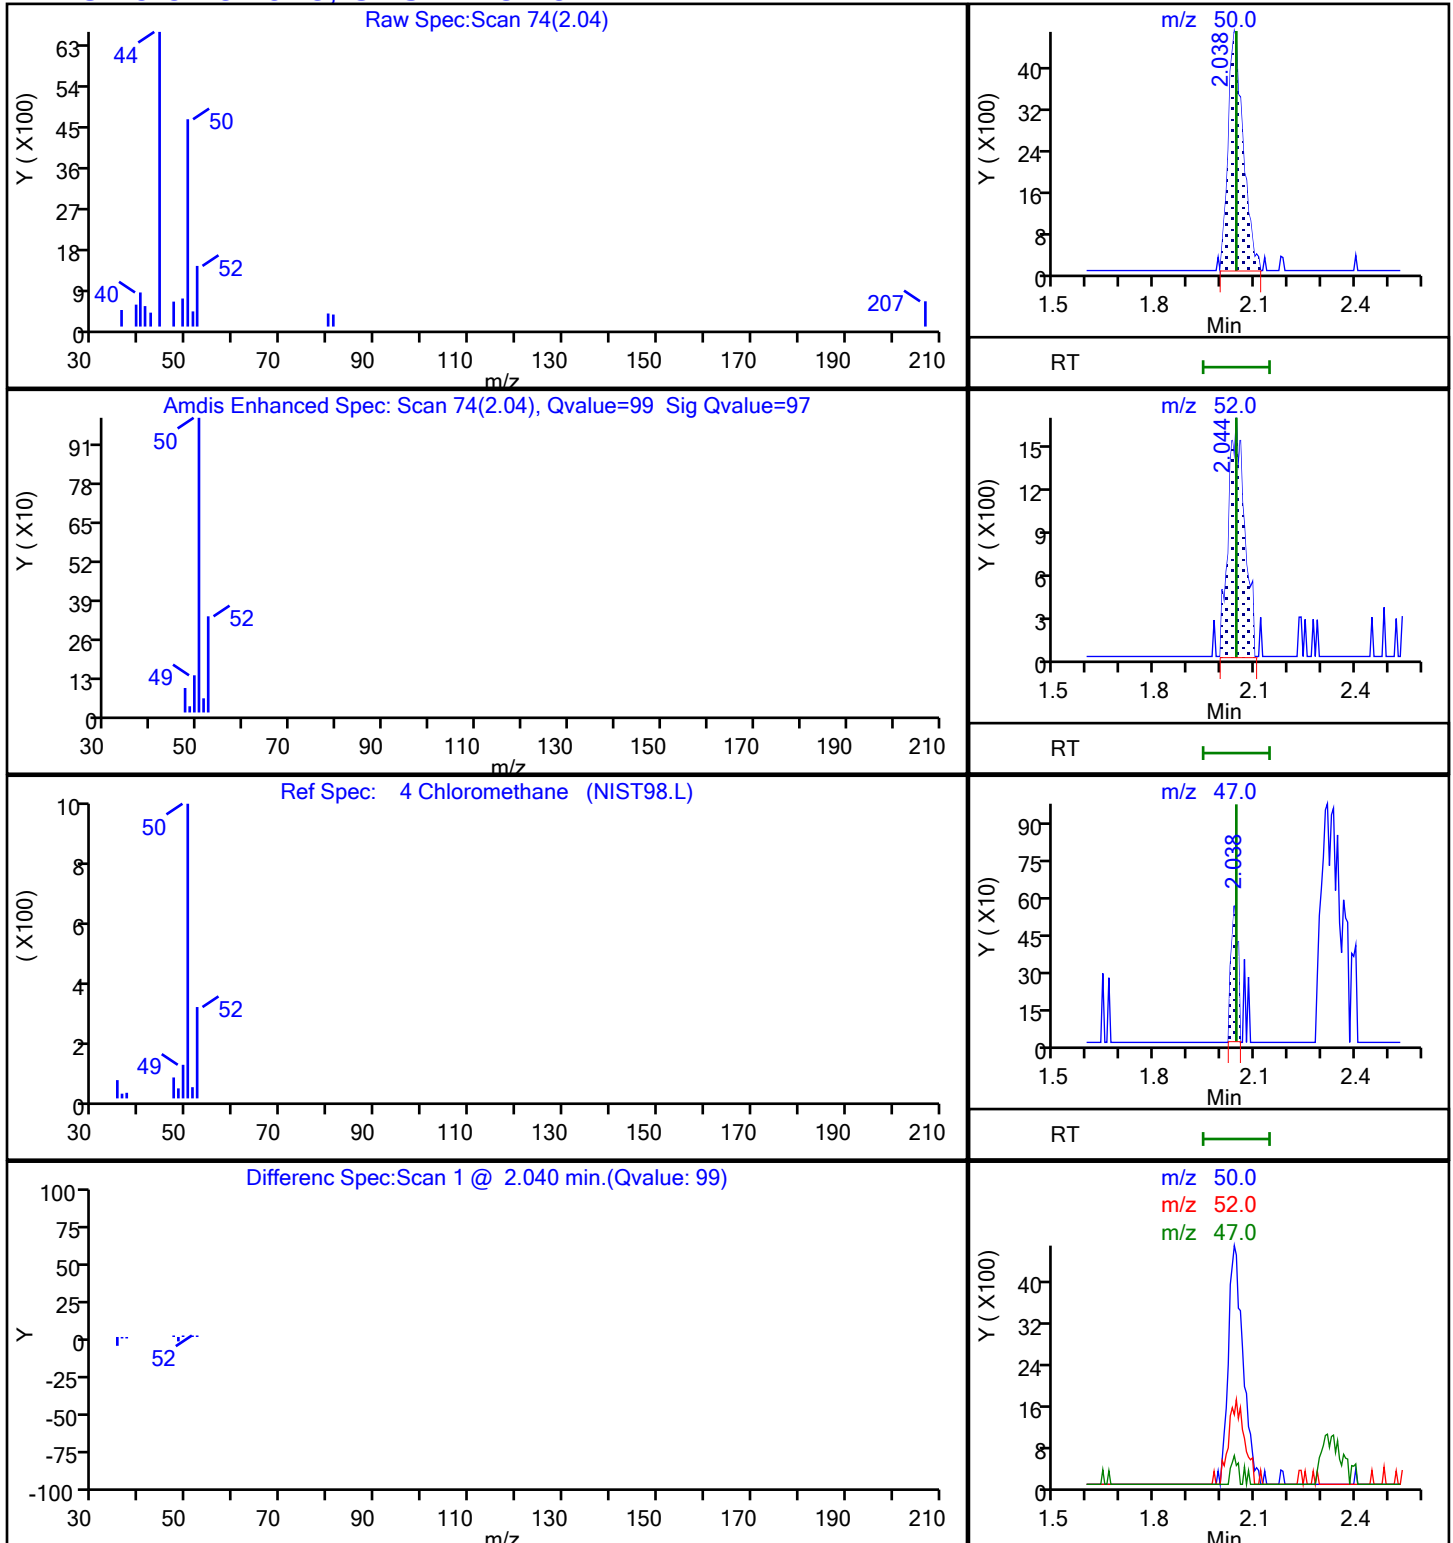 Raw Spec:Scan 74(2.04)
Y ( X100)
63
54
45
36
27
18
9
0
44
50
52
40
207
30 50 70 90 110 130 150 170 190 210
m/z
m/z 50.0
Y ( X100)
40
32
24
16
8
0
2.038
1.5 1.8 2.1 2.4
Min
RT
Amdis Enhanced Spec: Scan 74(2.04), Qvalue=99 Sig Qvalue=97
Y ( X10)
91
78
65
52
39
26
13
0
50
52
49
30 50 70 90 110 130 150 170 190 210
m/z
m/z 52.0
Y ( X100)
15
12
9
6
3
0
2.044
1.5 1.8 2.1 2.4
Min
RT
Ref Spec: 4 Chloromethane (NIST98.L)
( X100)
10
8
6
4
2
0
50
52
49
30 50 70 90 110 130 150 170 190 210
m/z 47.0
Y ( X10)
90
75
60
45
30
15
0
2.038
1.5 1.8 2.1 2.4
Min
RT
Differenc Spec:Scan 1 @ 2.040 min.(Qvalue: 99)
Y
100
75
50
25
0
-25
-50
-75
-100
52
30 50 70 90 110 130 150 170 190 210
m/z
m/z 50.0
m/z 52.0
m/z 47.0
Y ( X100)
40
32
24
16
8
0
1.5 1.8 2.1 2.4
Min